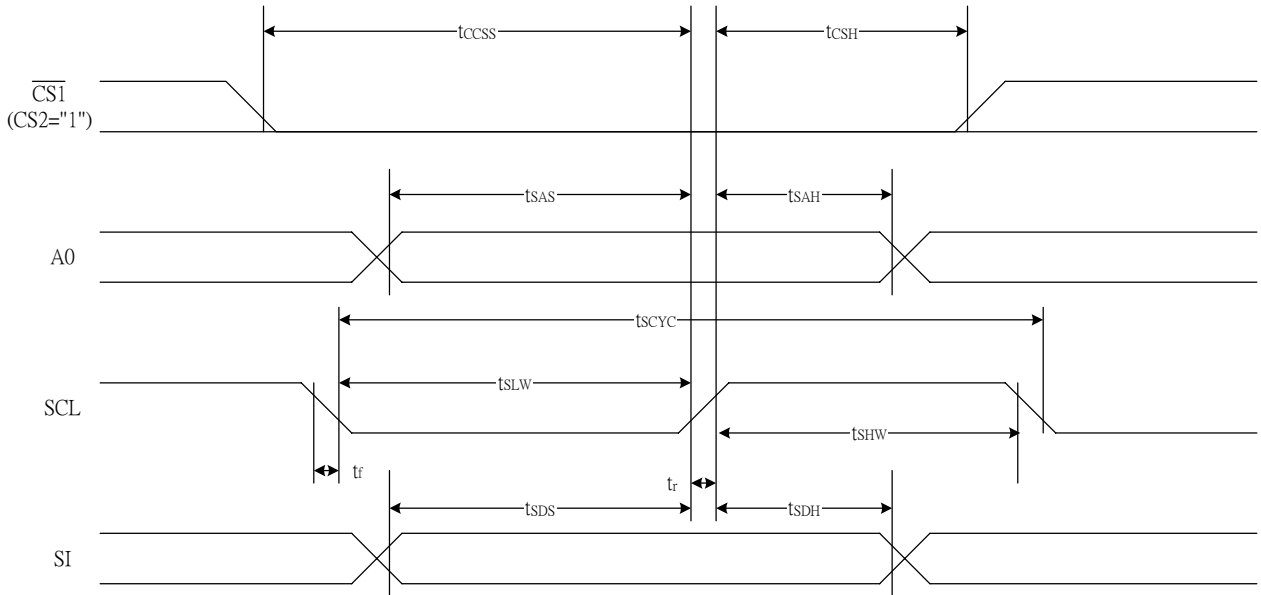 tCCSS
tCSH
CS1
(CS2="1")
tSAS
tSAH
A0
tSCYC
tSLW
SCL
tSHW
tf
tr
tSDS
tSDH
SI